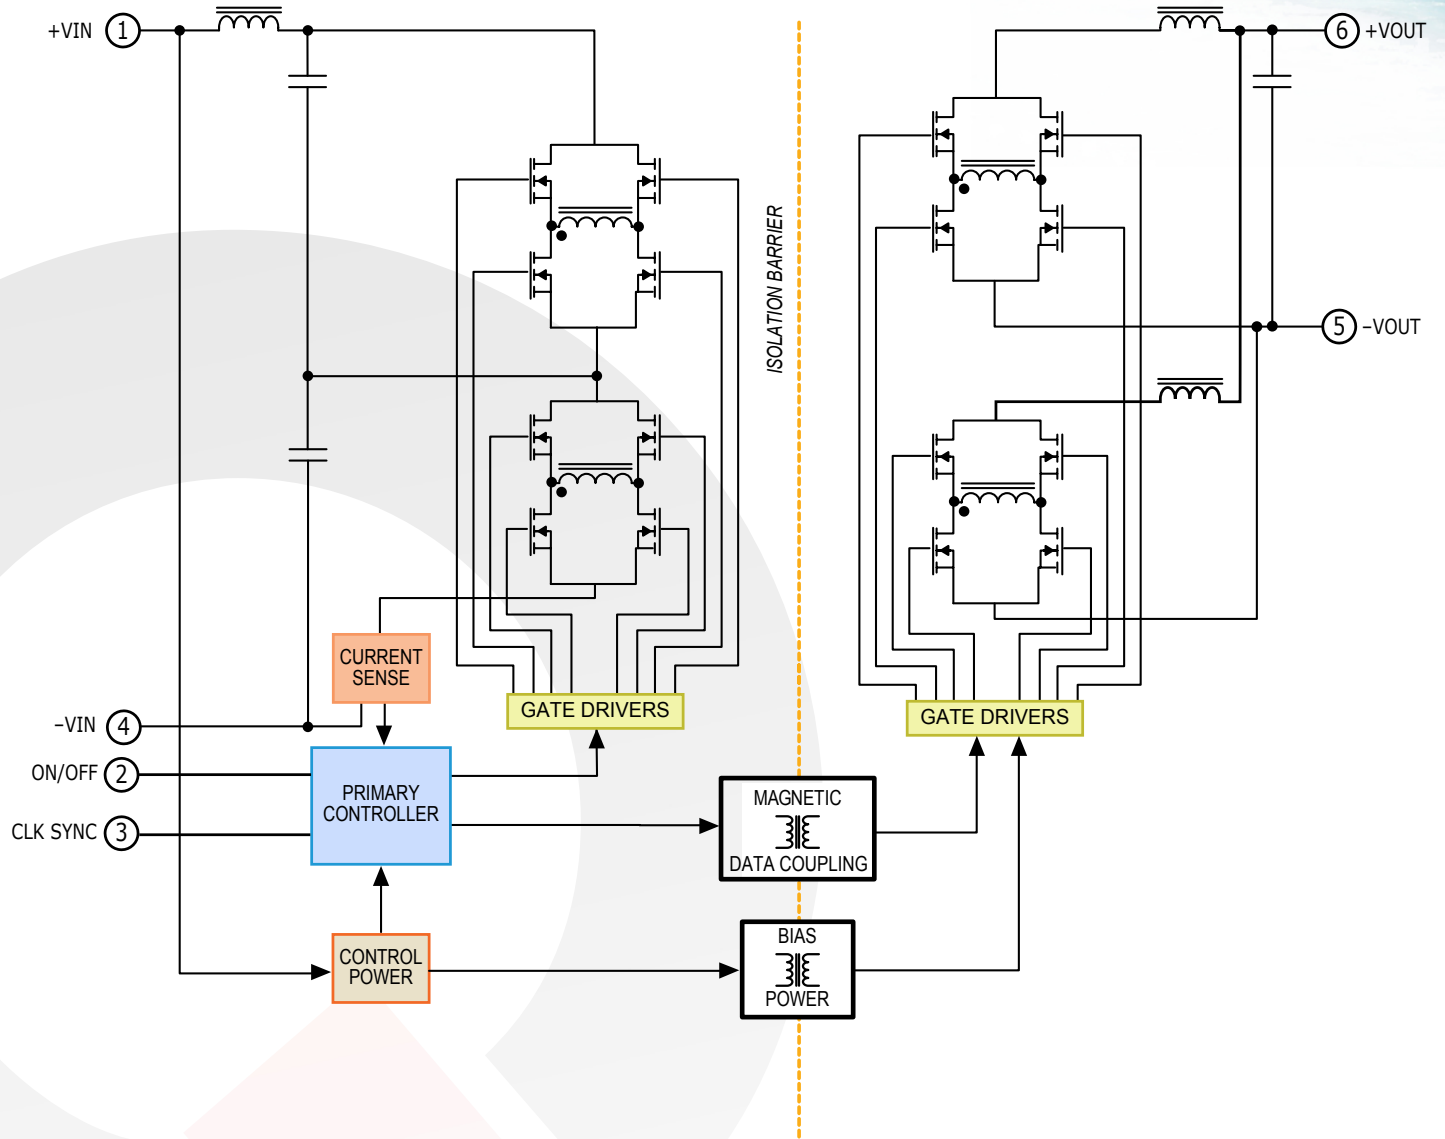 +VIN
1
6
+VOUT
ISOLATION BARRIER
5
–VOUT
CURRENT
SENSE
GATE DRIVERS
GATE DRIVERS
–VIN
4
ON/OFF
2
PRIMARY
CONTROLLER
CLK SYNC
3
MAGNETIC
DATA COUPLING
CONTROL
POWER
BIAS
POWER